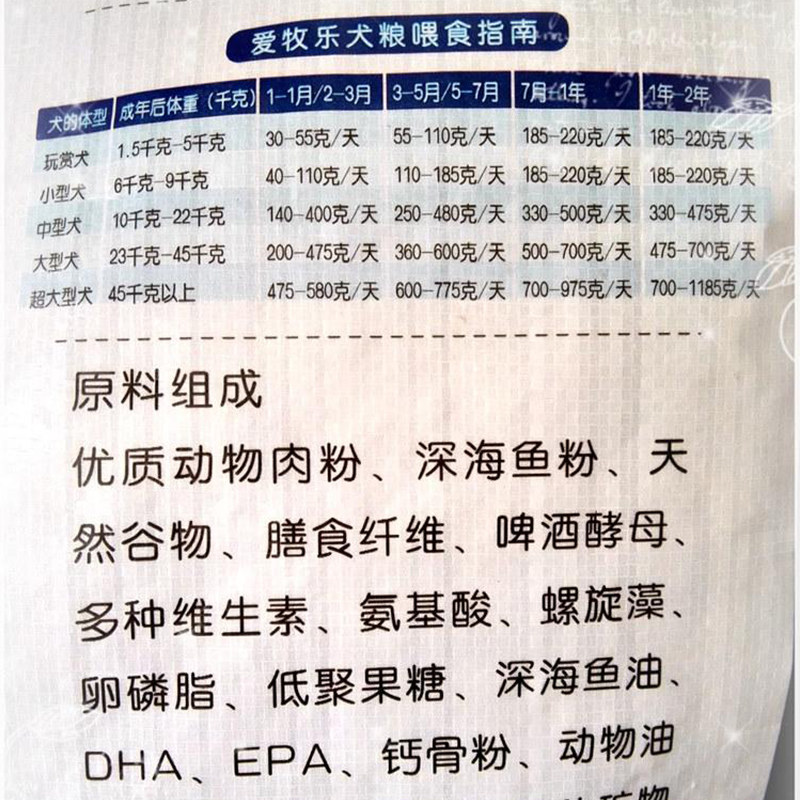 爱牧乐犬粮喂食指南
犬的体型 成年后体重（千克） 1-1月/2-3月 3-5月/5-7月 7月-1年 1年-2年
玩赏犬 1.5千克-5千克 30-55克/天 55-110克/天 185-220克/天 185-220克/天
小型犬 6千克-9千克 40-110克/天 110-185克/天 185-220克/天 185-220克/天
中型犬 10千克-22千克 140-400克/天 250-480克/天 330-500克/天 330-475克/天
大型犬 23千克-45千克 200-475克/天 360-600克/天 500-700克/天 475-700克/天
超大型犬 45千克以上 475-580克/天 600-775克/天 700-975克/天 700-1185克/天
原料组成
优质动物肉粉、深海鱼粉、天
然谷物、膳食纤维、啤酒酵母、
多种维生素、氨基酸、螺旋藻、
卵磷脂、低聚果糖、深海鱼油、
DHA、EPA、钙骨粉、动物油